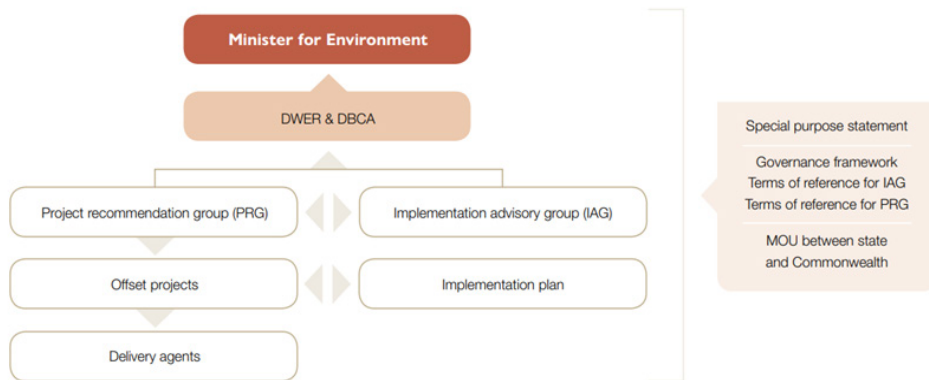 Minister for Environment
DWER & DBCA
Project recommendation group (PRG)
Implementation advisory group (IAG)
Offset projects
Implementation plan
Delivery agents
Special purpose statement
Governance framework
Terms of reference for IAG
Terms of reference for PRG
MOU between state
and Commonwealth